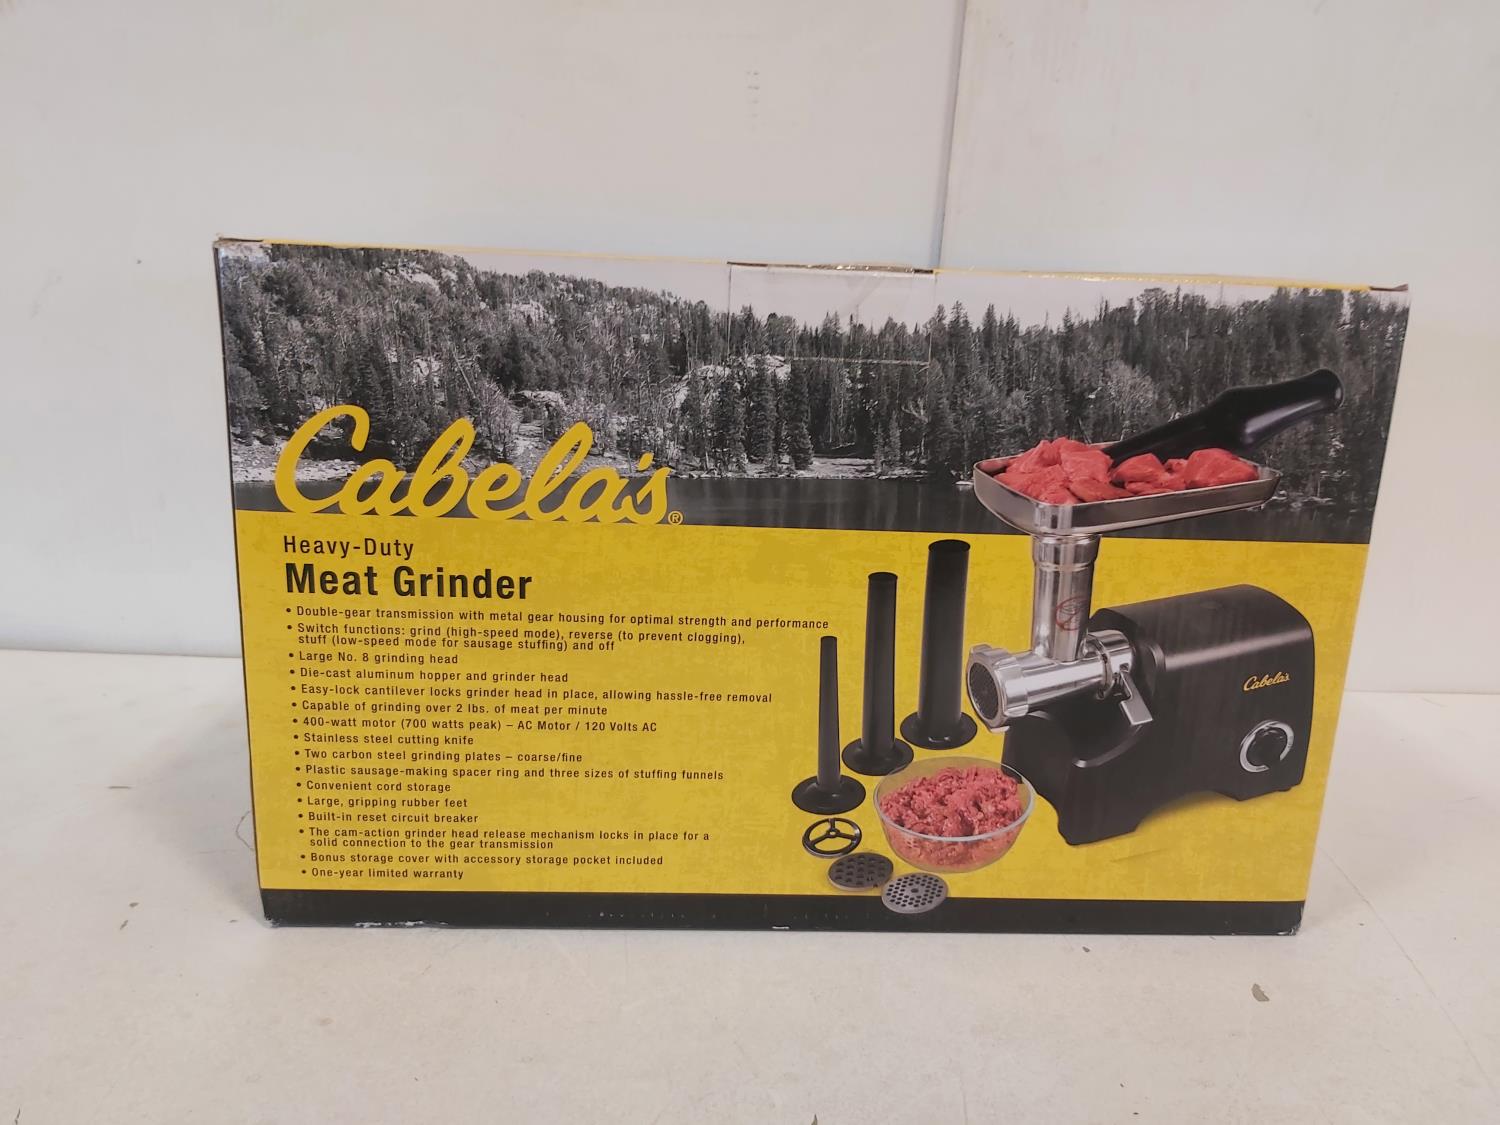 Cabela's®
Heavy-Duty
Meat Grinder
• Double-gear transmission with metal gear housing for optimal strength and performance
• Switch functions: grind (high-speed mode), reverse (to prevent clogging),
stuff (low-speed mode for sausage stuffing) and off
• Large No. 8 grinding head
• Die-cast aluminum hopper and grinder head
• Easy-lock cantilever locks grinder head in place, allowing hassle-free removal
• Capable of grinding over 2 lbs. of meat per minute
• 400-watt motor (700 watts peak) – AC Motor / 120 Volts AC
• Stainless steel cutting knife
• Two carbon steel grinding plates – coarse/fine
• Plastic sausage-making spacer ring and three sizes of stuffing funnels
• Convenient cord storage
• Large, gripping rubber feet
• Built-in reset circuit breaker
• The cam-action grinder head release mechanism locks in place for a
solid connection to the gear transmission
• Bonus storage cover with accessory storage pocket included
• One-year limited warranty
Cabela's